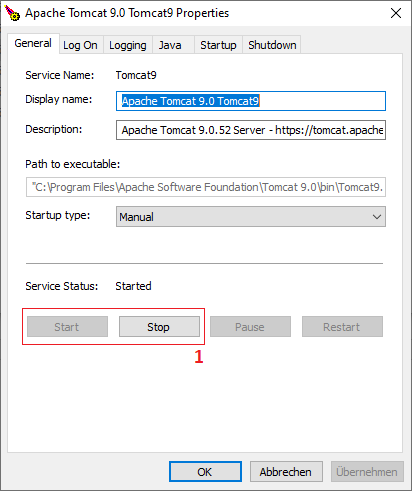 Apache Tomcat 9.0 Tomcat9 Properties
General Log On Logging Java Startup Shutdown
Service Name: Tomcat9
Display name: Apache Tomcat 9.0 Tomcat9
Description: Apache Tomcat 9.0.52 Server - https://tomcat.apache
Path to executable:
"C:\Program Files\Apache Software Foundation\Tomcat 9.0\bin\Tomcat9.
Startup type: Manual
Service Status: Started
Start Stop Pause Restart
1
OK Abbrechen Übernehmen